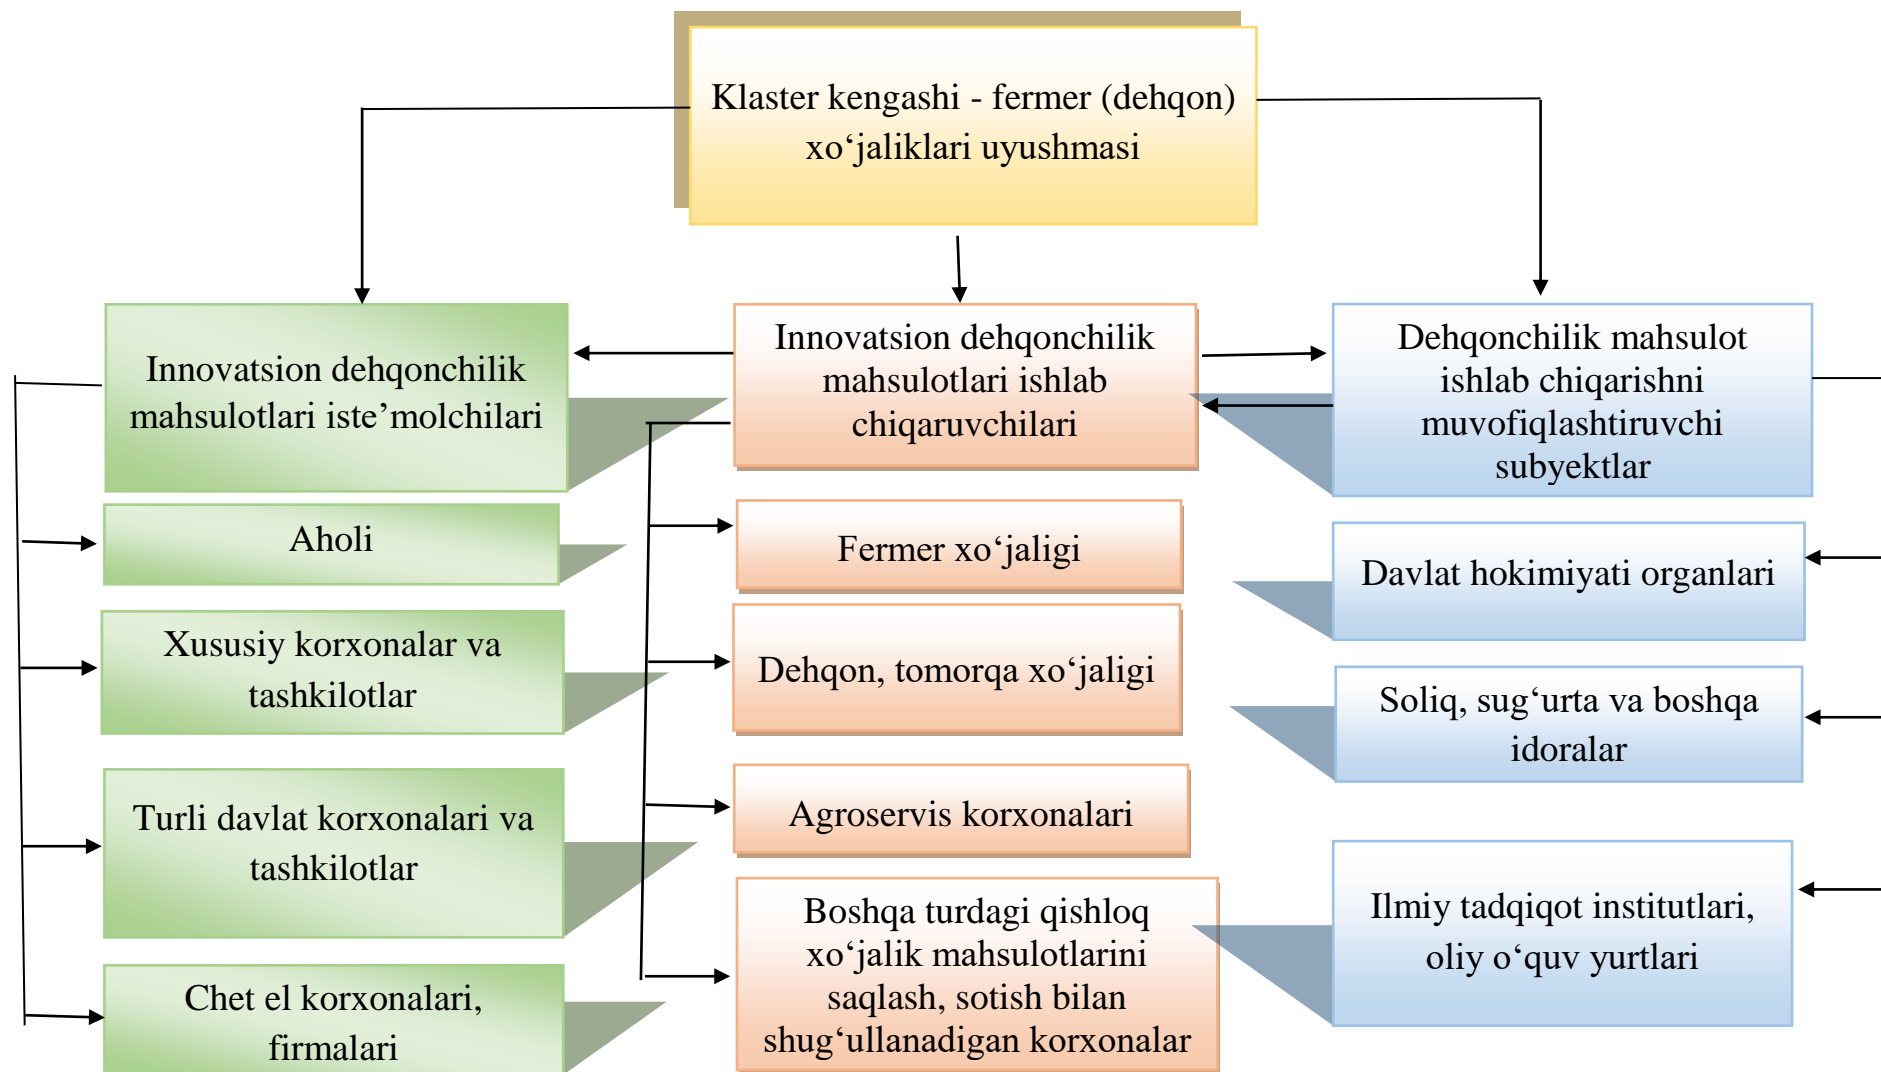 Klaster kengashi - fermer (dehqon)
xo‘jaliklari uyushmasi
Innovatsion dehqonchilik
mahsulotlari iste’molchilari
Aholi
Xususiy korxonalar va
tashkilotlar
Turli davlat korxonalari va
tashkilotlar
Chet el korxonalari,
firmalari
Innovatsion dehqonchilik
mahsulotlari ishlab
chiqaruvchilari
Fermer xo‘jaligi
Dehqon, tomorqa xo‘jaligi
Agroservis korxonalari
Boshqa turdagi qishloq
xo‘jalik mahsulotlarini
saqlash, sotish bilan
shug‘ullanadigan korxonalar
Dehqonchilik mahsulot
ishlab chiqarishni
muvofiqlashtiruvchi
subyektlar
Davlat hokimiyati organlari
Soliq, sug‘urta va boshqa
idoralar
Ilmiy tadqiqot institutlari,
oliy o‘quv yurtlari